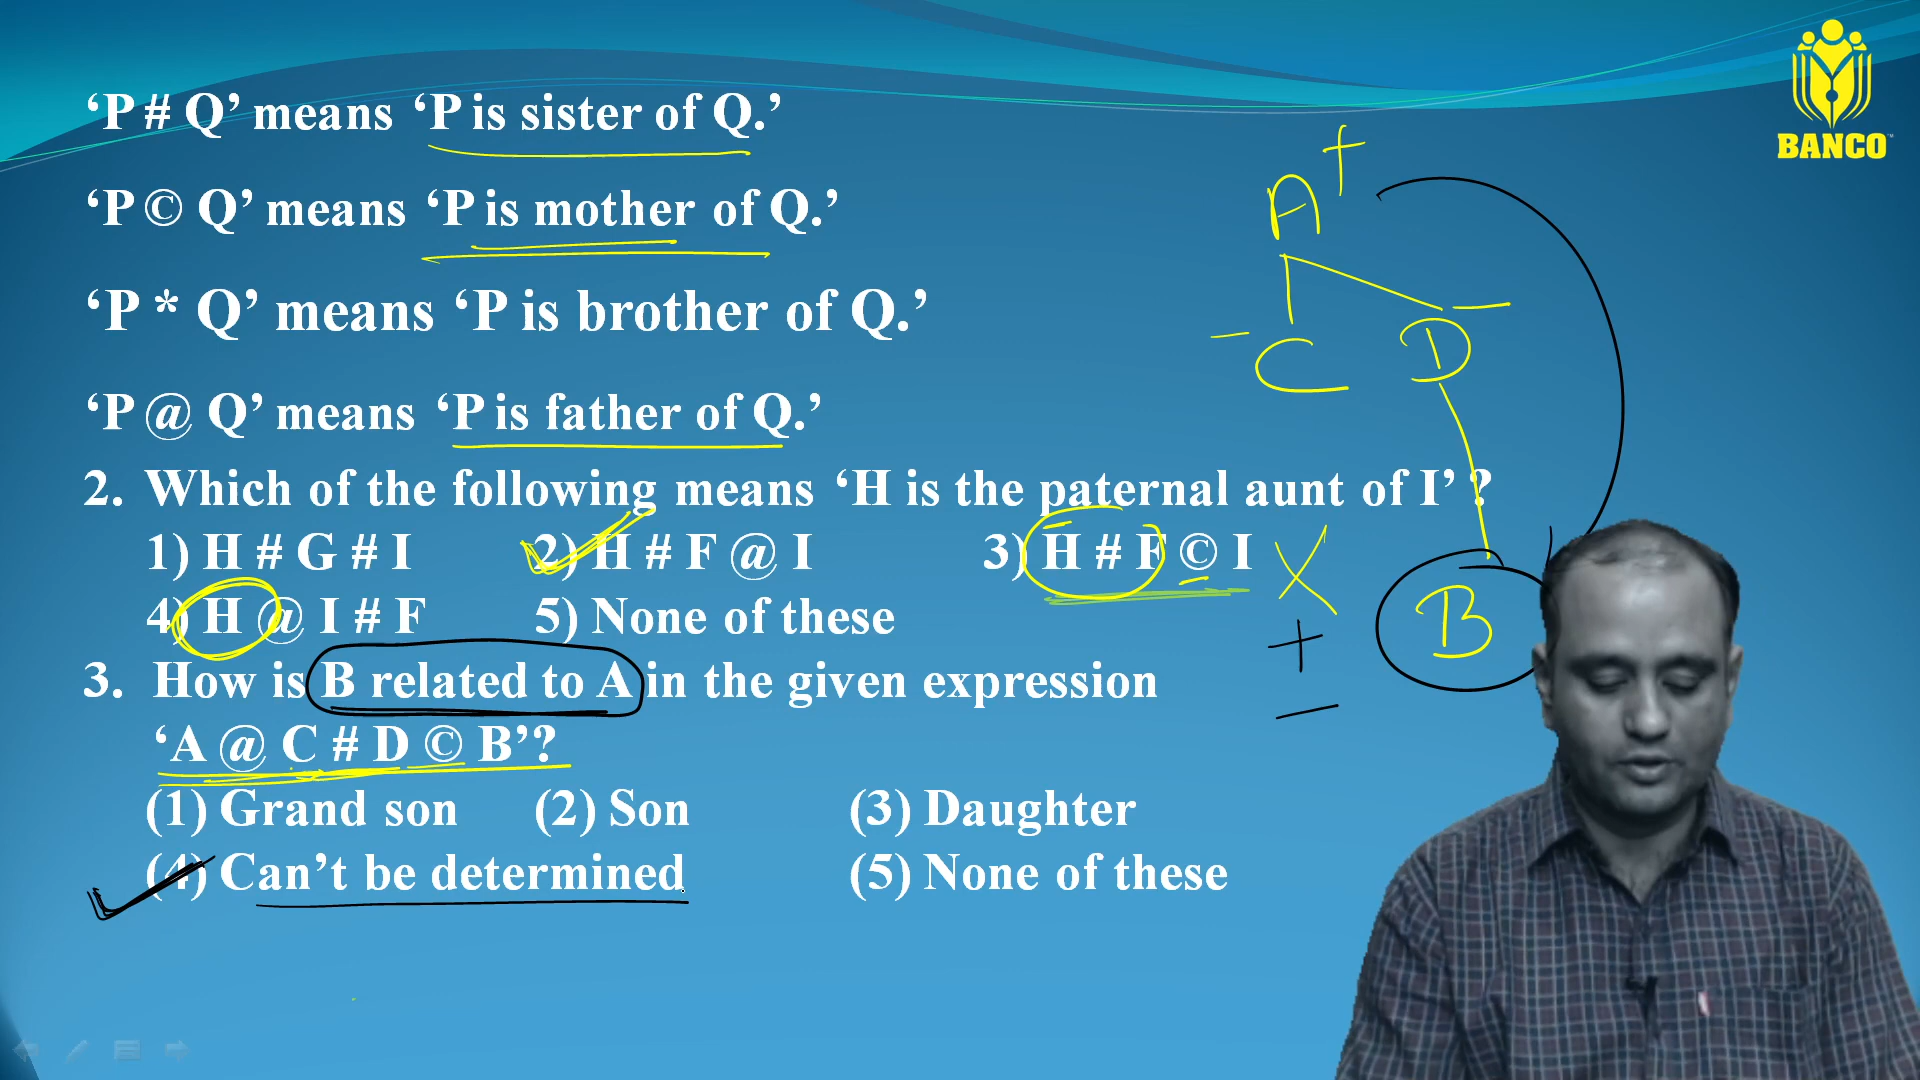 BANCO
‘P # Q’ means ‘P is sister of Q.’
‘P © Q’ means ‘P is mother of Q.’
‘P * Q’ means ‘P is brother of Q.’
‘P @ Q’ means ‘P is father of Q.’
2. Which of the following means ‘H is the paternal aunt of I’ ?
1) H # G # I 2) H # F @ I 3) H # F © I
4) H @ I # F 5) None of these
3. How is B related to A in the given expression
‘A @ C # D © B’?
(1) Grand son (2) Son (3) Daughter
(4) Can’t be determined (5) None of these
A +
− C D −
B
+
−